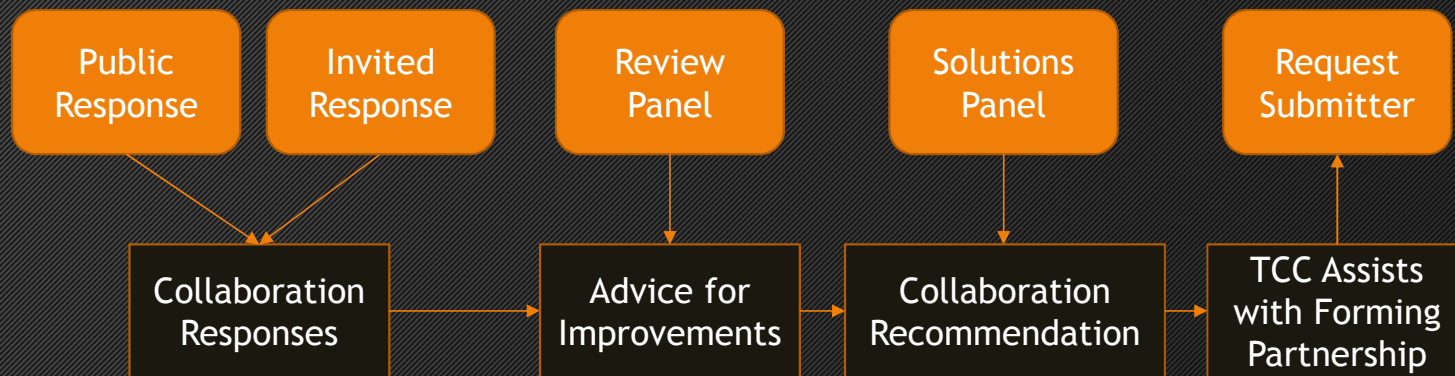 Public
Response
Invited
Response
Review
Panel
Solutions
Panel
Request
Submitter
Collaboration
Responses
Advice for
Improvements
Collaboration
Recommendation
TCC Assists
with Forming
Partnership